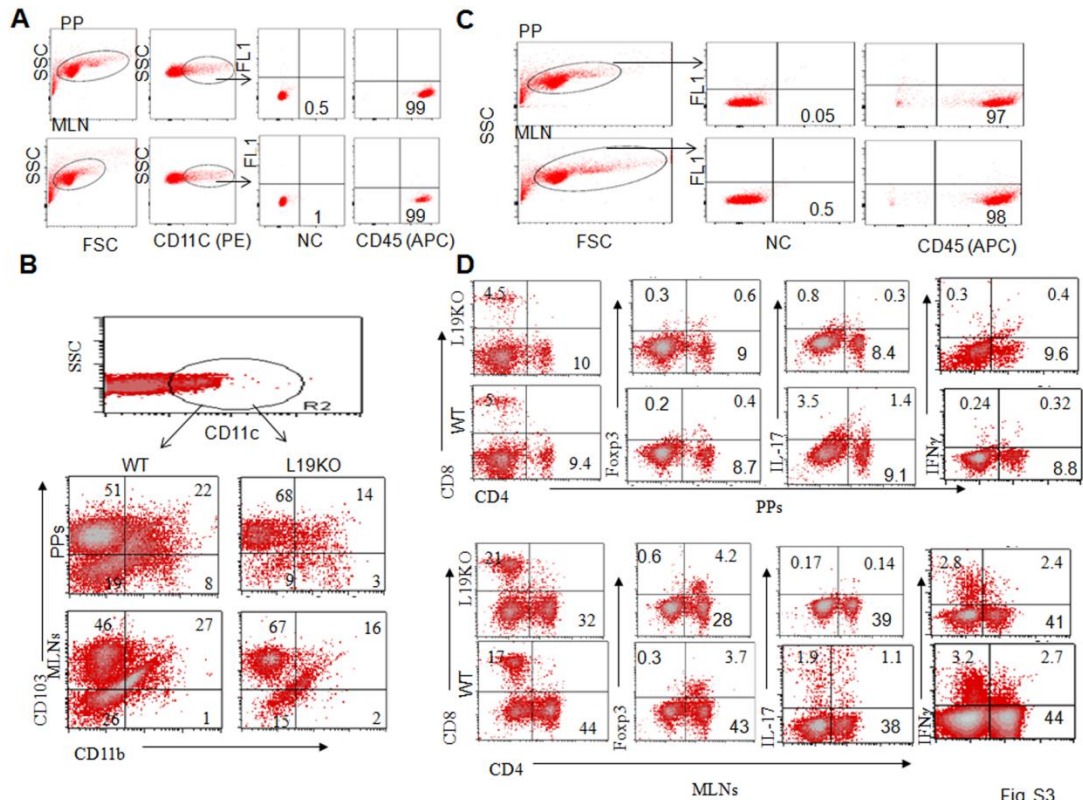 A
PP
SSC
SSC
FL1
0.5
99
MLN
SSC
SSC
FL1
1
99
FSC
CD11C (PE)
NC
CD45 (APC)
B
SSC
R2
CD11c
WT
L19KO
PPs
51
22
19
8
68
14
9
3
MLNs
46
27
26
1
67
16
15
2
CD103
CD11b
C
PP
SSC
FL1
0.05
97
MLN
FL1
0.5
98
FSC
NC
CD45 (APC)
D
L19KO
4.5
10
0.3
0.6
9
0.8
0.3
8.4
0.3
0.4
9.6
WT
5
9.4
0.2
0.4
8.7
3.5
1.4
9.1
0.24
0.32
8.8
CD8
Foxp3
IL-17
IFNγ
CD4
PPs
L19KO
21
32
0.6
4.2
28
0.17
0.14
39
2.8
2.4
41
WT
17
44
0.3
3.7
43
1.9
1.1
38
3.2
2.7
44
CD8
Foxp3
IL-17
IFNγ
CD4
MLNs
Fig. S3